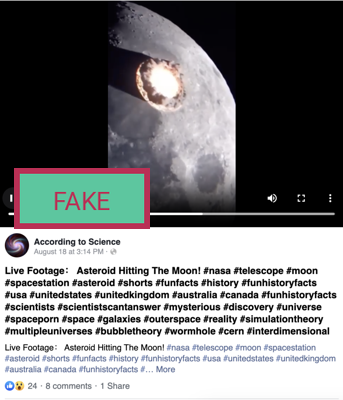 FAKE
According to Science
August 18 at 3:14 PM ·
Live Footage: Asteroid Hitting The Moon! #nasa #telescope #moon
#spacestation #asteroid #shorts #funfacts #history #funhistoryfacts
#usa #unitedstates #unitedkingdom #australia #canada #funhistoryfacts
#scientists #scientistscantanswer #mysterious #discovery #universe
#spaceporn #space #galaxies #outerspace #reality #simulationtheory
#multipleuniverses #bubbletheory #wormhole #cern #interdimensional
Live Footage: Asteroid Hitting The Moon! #nasa #telescope #moon #spacestation
#asteroid #shorts #funfacts #history #funhistoryfacts #usa #unitedstates #unitedkingdom
#australia #canada #funhistoryfacts #... More
24 · 8 comments · 1 Share